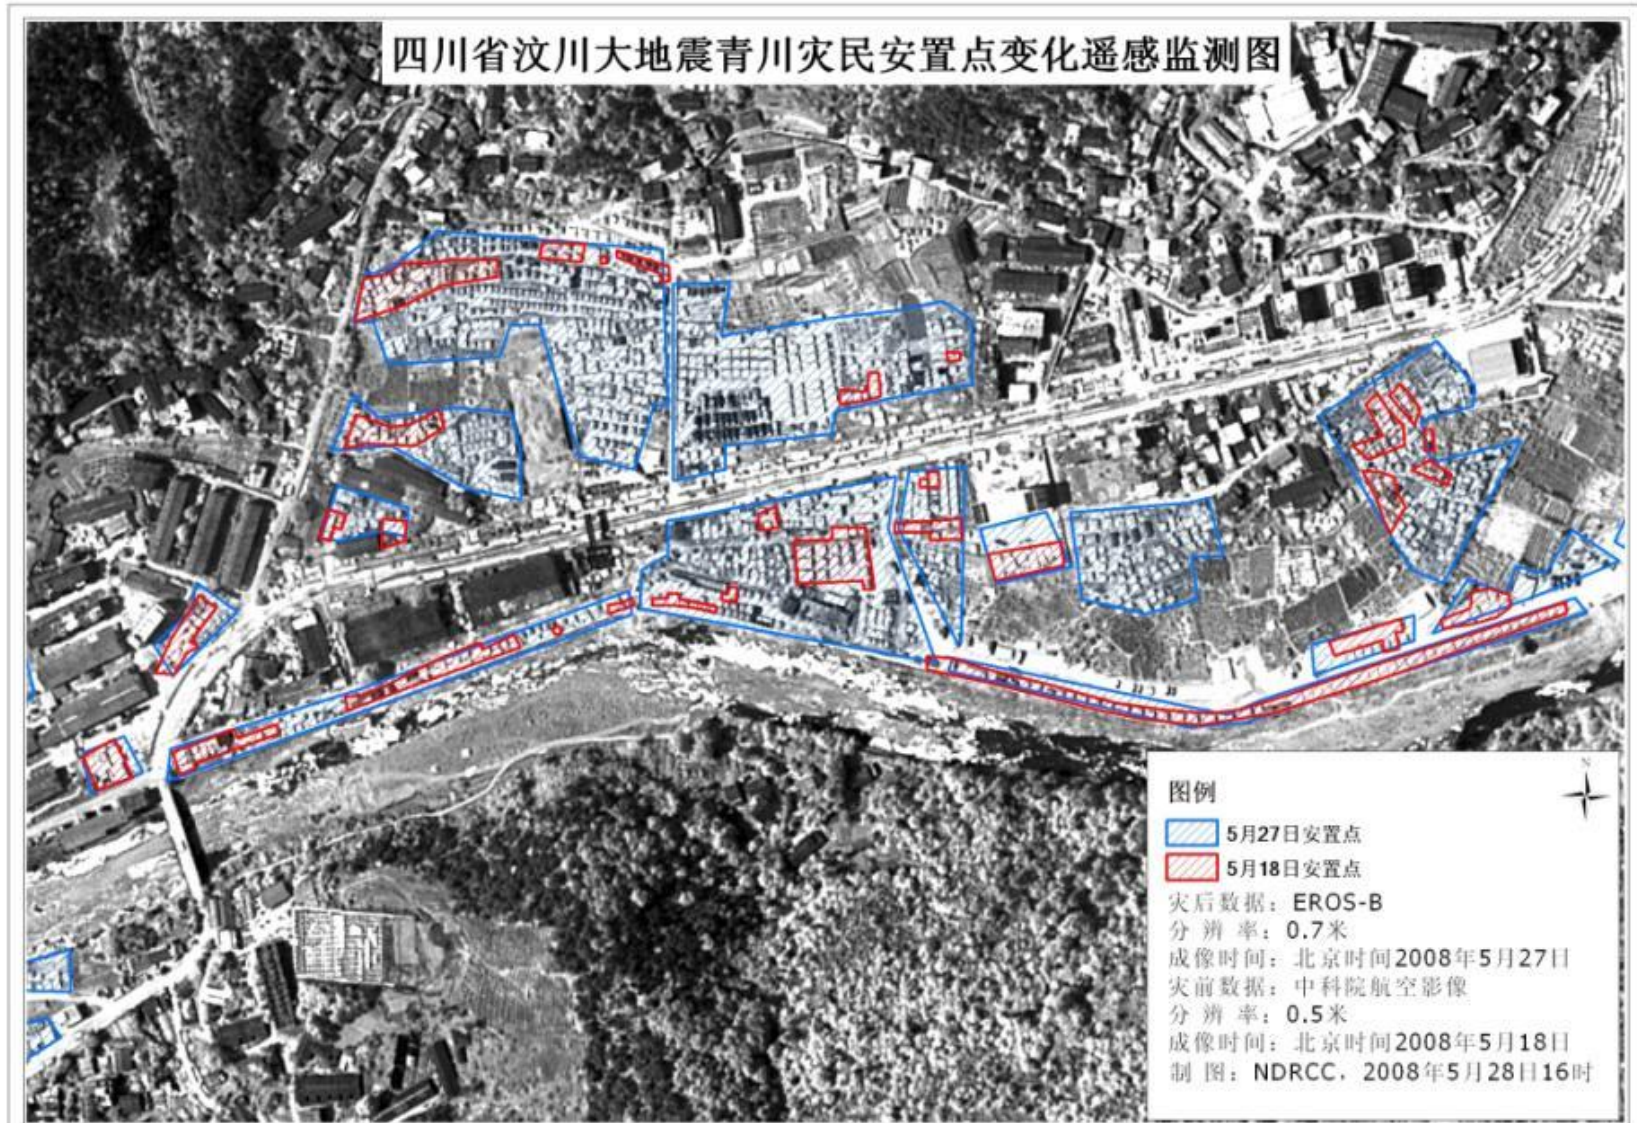 四川省汶川大地震青川灾民安置点变化遥感监测图
N
图例
5月27日安置点
5月18日安置点
灾后数据：EROS-B
分 辨 率：0.7米
成像时间：北京时间2008年5月27日
灾前数据：中科院航空影像
分 辨 率：0.5米
成像时间：北京时间2008年5月18日
制 图：NDRCC，2008年5月28日16时